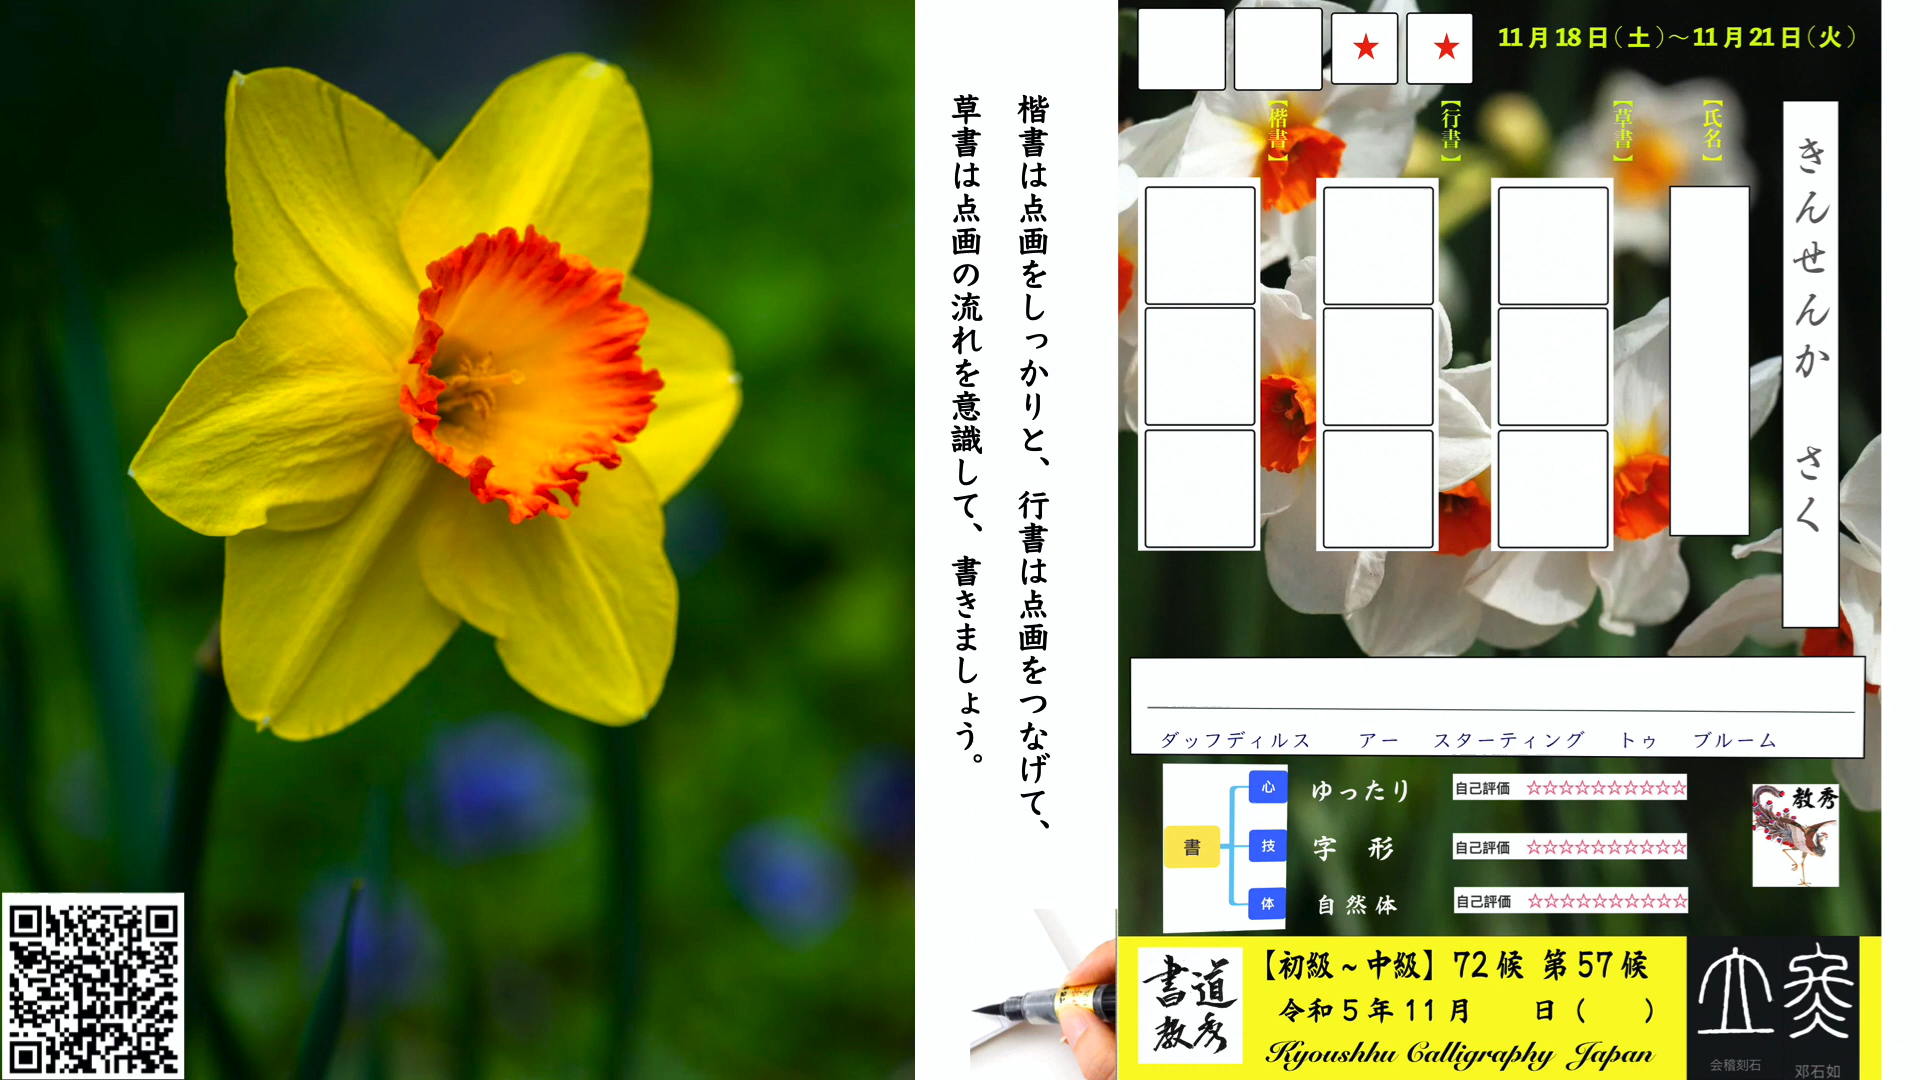 楷書は点画をしっかりと、行書は点画をつなげて、
草書は点画の流れを意識して、書きましょう。
★ ★
11月18日(土)～11月21日(火)
【楷書】
【行書】
【草書】
【氏名】
きんせんか さく
ダッフディルス アー スターティング トゥ ブルーム
書
心 ゆったり 自己評価 ☆☆☆☆☆☆☆☆☆☆
技 字形 自己評価 ☆☆☆☆☆☆☆☆☆☆
体 自然体 自己評価 ☆☆☆☆☆☆☆☆☆☆
教秀
書道
教秀
【初級~中級】72候 第57候
令和5年11月 日( )
Kyoushhu Calligraphy Japan
会稽刻石
邓石如